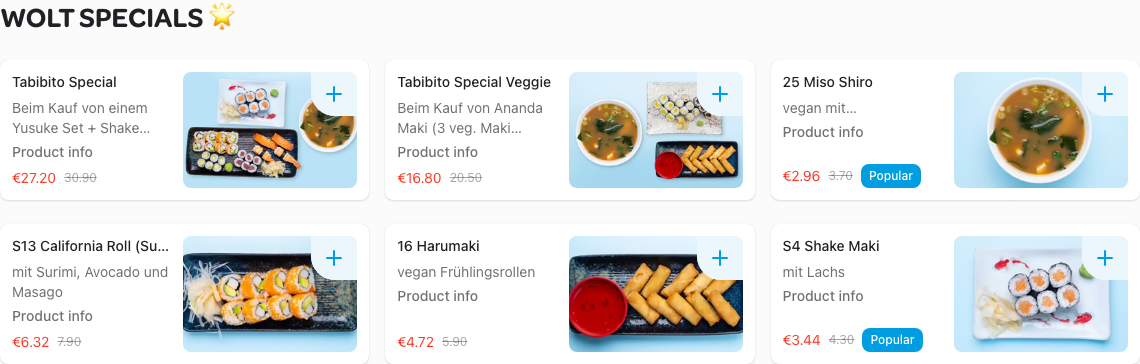 WOLT SPECIALS 🌟
Tabibito Special
Beim Kauf von einem
Yusuke Set + Shake...
Product info
€27.20 30.90
Tabibito Special Veggie
Beim Kauf von Ananda
Maki (3 veg. Maki...
Product info
€16.80 20.50
25 Miso Shiro
vegan mit...
Product info
€2.96 3.70 Popular
S13 California Roll (Su...
mit Surimi, Avocado und
Masago
Product info
€6.32 7.90
16 Harumaki
vegan Frühlingsrollen
Product info
€4.72 5.90
S4 Shake Maki
mit Lachs
Product info
€3.44 4.30 Popular